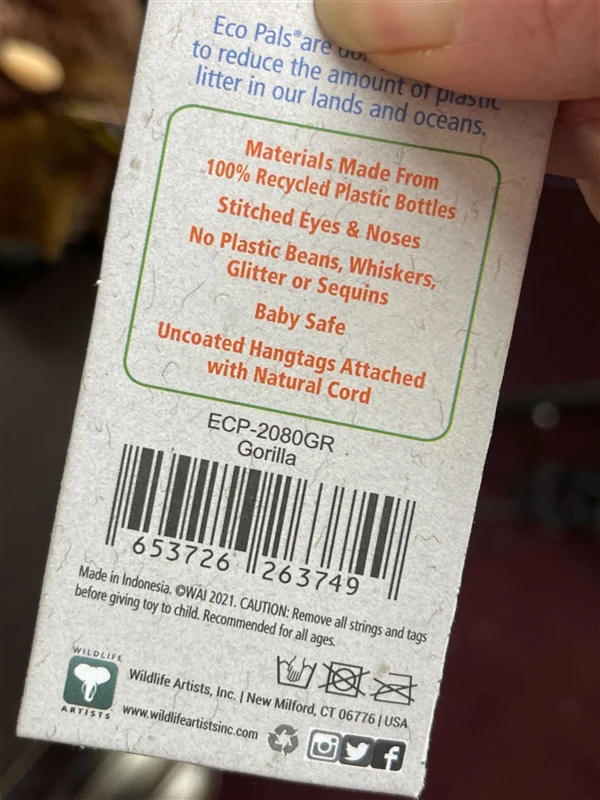 Eco Pals® are
to reduce the amount of plastic
litter in our lands and oceans.
Materials Made From
100% Recycled Plastic Bottles
Stitched Eyes & Noses
No Plastic Beans, Whiskers,
Glitter or Sequins
Baby Safe
Uncoated Hangtags Attached
with Natural Cord
ECP-2080GR
Gorilla
653726 263749
Made in Indonesia. ©WAI 2021. CAUTION: Remove all strings and tags
before giving toy to child. Recommended for all ages.
WILDLIFE
ARTISTS
Wildlife Artists, Inc. | New Milford, CT 06776 | USA
www.wildlifeartistsinc.com